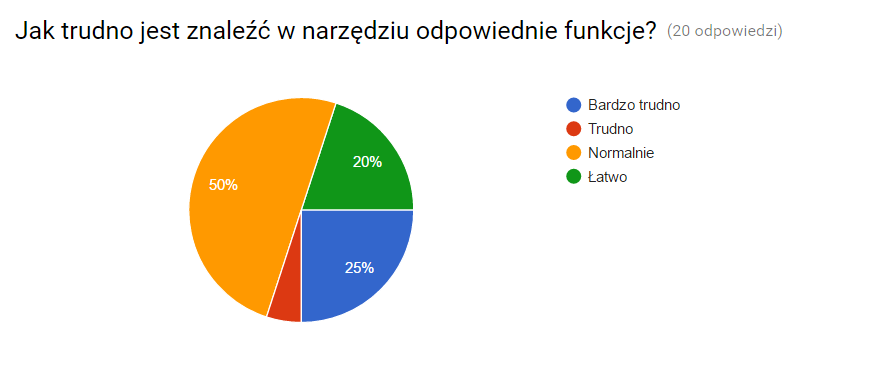 Jak trudno jest znaleźć w narzędziu odpowiednie funkcje? (20 odpowiedzi)
Bardzo trudno
Trudno
Normalnie
Łatwo
20%
50%
25%